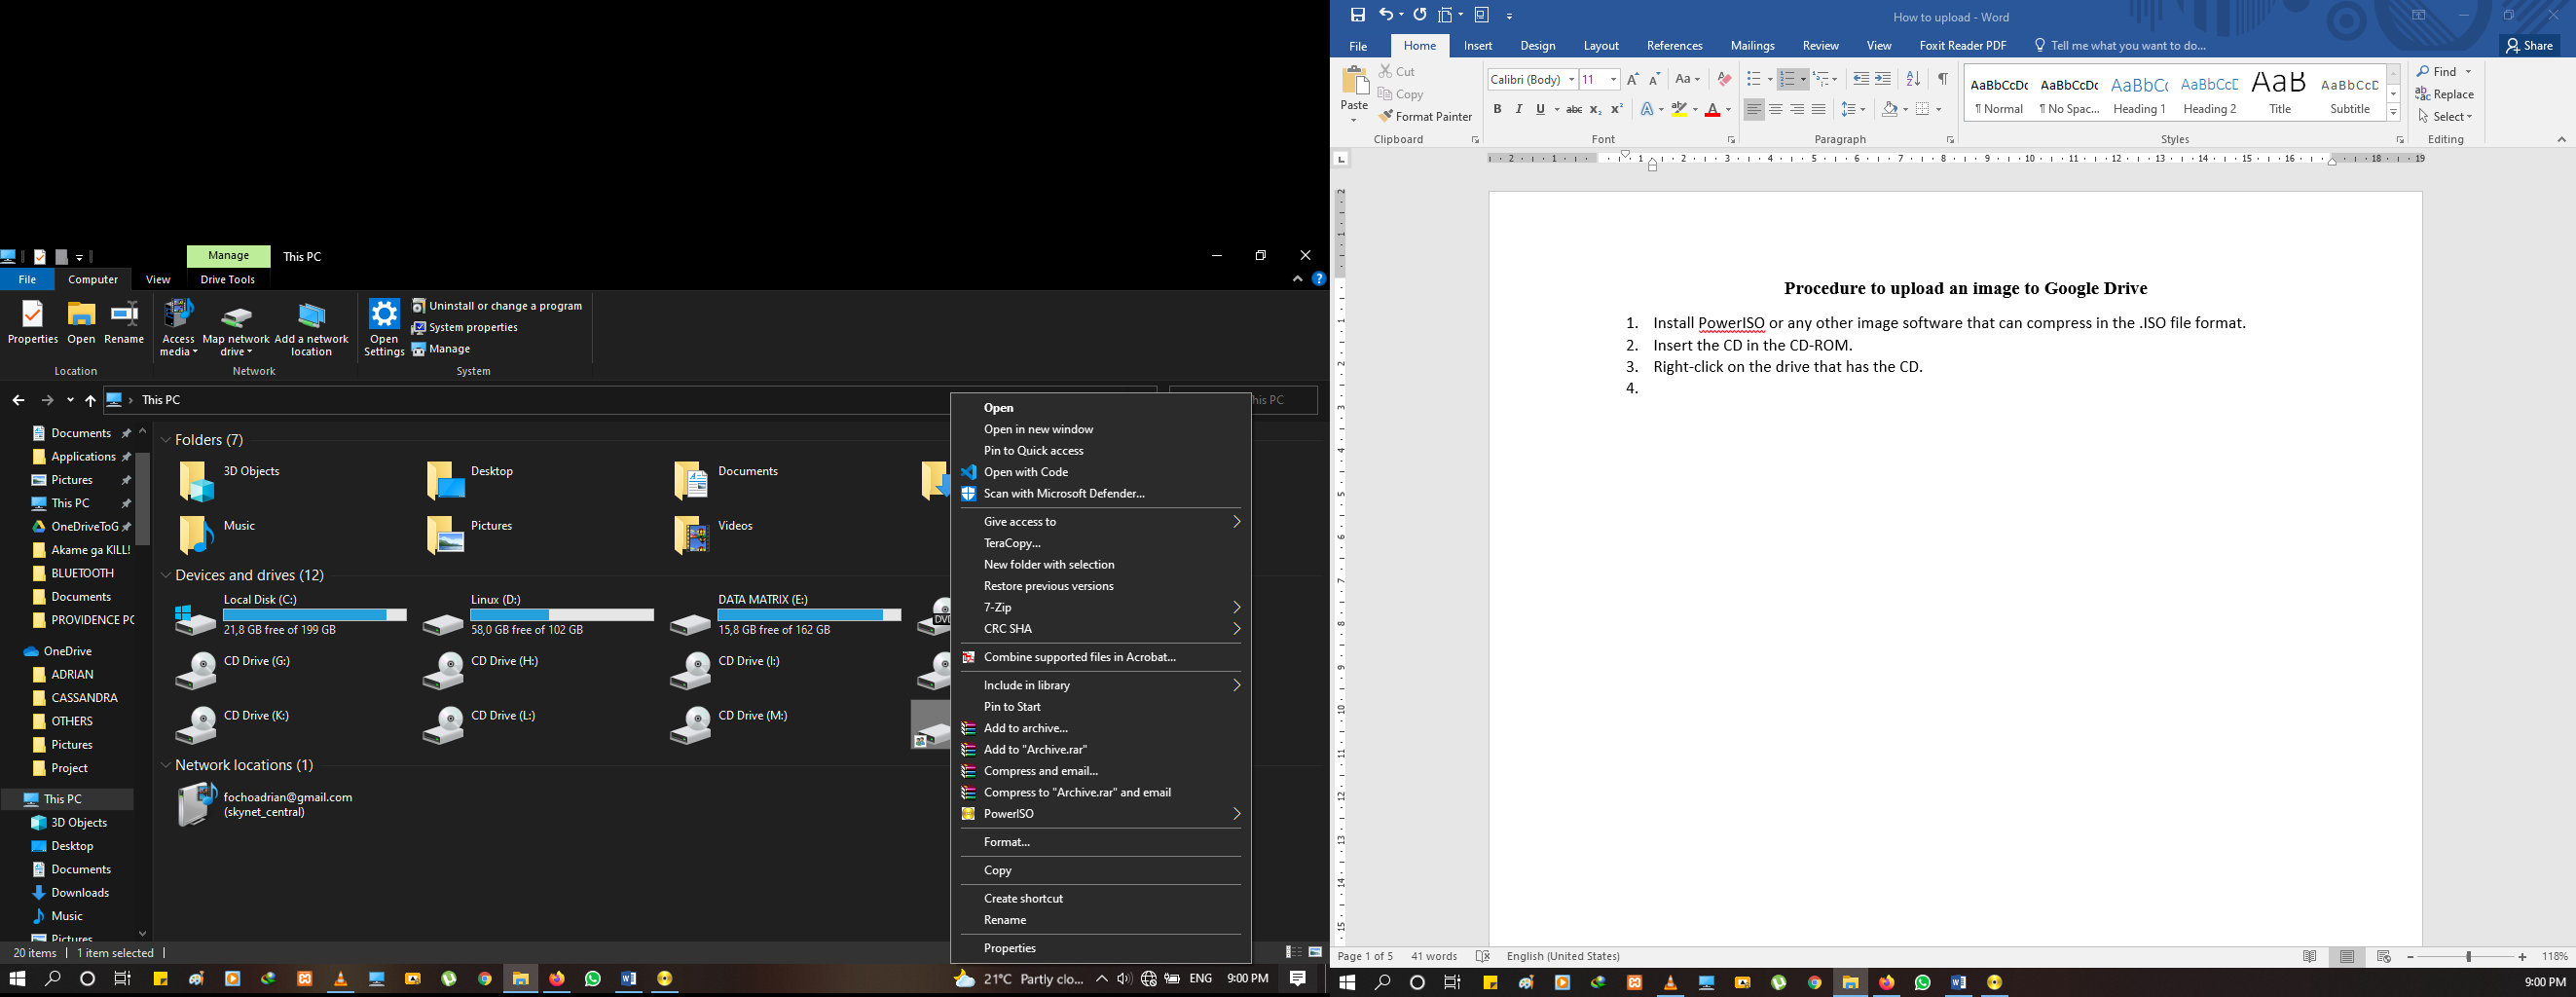 Manage
This PC
File
Computer
View
Drive Tools
Properties
Open
Rename
Access media
Map network drive
Add a network location
Open Settings
Uninstall or change a program
System properties
Manage
Location
Network
System
This PC
his PC
Documents
Applications
Pictures
This PC
OneDriveToG
Akame ga KILL!
BLUETOOTH
Documents
PROVIDENCE PC
OneDrive
ADRIAN
CASSANDRA
OTHERS
Pictures
Project
This PC
3D Objects
Desktop
Documents
Downloads
Music
Pictures
Folders (7)
3D Objects
Desktop
Documents
Music
Pictures
Videos
Devices and drives (12)
Local Disk (C:)
21,8 GB free of 199 GB
Linux (D:)
58,0 GB free of 102 GB
DATA MATRIX (E:)
15,8 GB free of 162 GB
DVD
CD Drive (G:)
CD Drive (H:)
CD Drive (I:)
CD Drive (K:)
CD Drive (L:)
CD Drive (M:)
Network locations (1)
fochoadrian@gmail.com
(skynet_central)
Open
Open in new window
Pin to Quick access
Open with Code
Scan with Microsoft Defender...
Give access to
TeraCopy...
New folder with selection
Restore previous versions
7-Zip
CRC SHA
Combine supported files in Acrobat...
Include in library
Pin to Start
Add to archive...
Add to "Archive.rar"
Compress and email...
Compress to "Archive.rar" and email
PowerISO
Format...
Copy
Create shortcut
Rename
Properties
20 items
1 item selected
21°C Partly clo...
ENG
9:00 PM
How to upload - Word
File
Home
Insert
Design
Layout
References
Mailings
Review
View
Foxit Reader PDF
Tell me what you want to do...
Share
Paste
Cut
Copy
Format Painter
Clipboard
Calibri (Body)
11
Font
Paragraph
AaBbCcDc
¶ Normal
AaBbCcDc
¶ No Spac...
AaBbCc
Heading 1
AaBbCcD
Heading 2
AaB
Title
AaBbCcD
Subtitle
Styles
Find
Replace
Select
Editing
Procedure to upload an image to Google Drive
1. Install PowerISO or any other image software that can compress in the .ISO file format.
2. Insert the CD in the CD-ROM.
3. Right-click on the drive that has the CD.
4.
Page 1 of 5
41 words
English (United States)
118%
9:00 PM